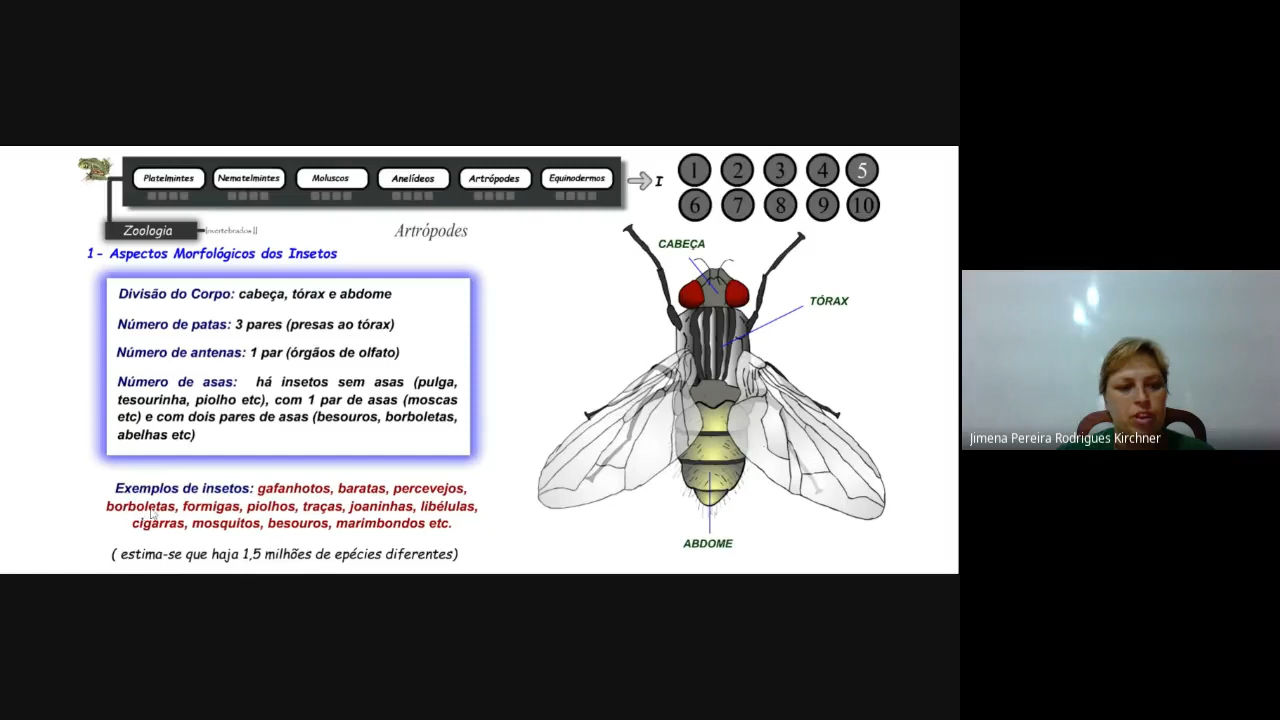 Platelmintes Nematelmintes Moluscos Anelídeos Artrópodes Equinodermos I 1 2 3 4 5
6 7 8 9 10
Zoologia Invertebrados II Artrópodes
1- Aspectos Morfológicos dos Insetos
Divisão do Corpo: cabeça, tórax e abdome
Número de patas: 3 pares (presas ao tórax)
Número de antenas: 1 par (órgãos de olfato)
Número de asas: há insetos sem asas (pulga,
tesourinha, piolho etc), com 1 par de asas (moscas
etc) e com dois pares de asas (besouros, borboletas,
abelhas etc)
Exemplos de insetos: gafanhotos, baratas, percevejos,
borboletas, formigas, piolhos, traças, joaninhas, libélulas,
cigarras, mosquitos, besouros, marimbondos etc.
( estima-se que haja 1,5 milhões de epécies diferentes)
CABEÇA
TÓRAX
ABDOME
Jimena Pereira Rodrigues Kirchner